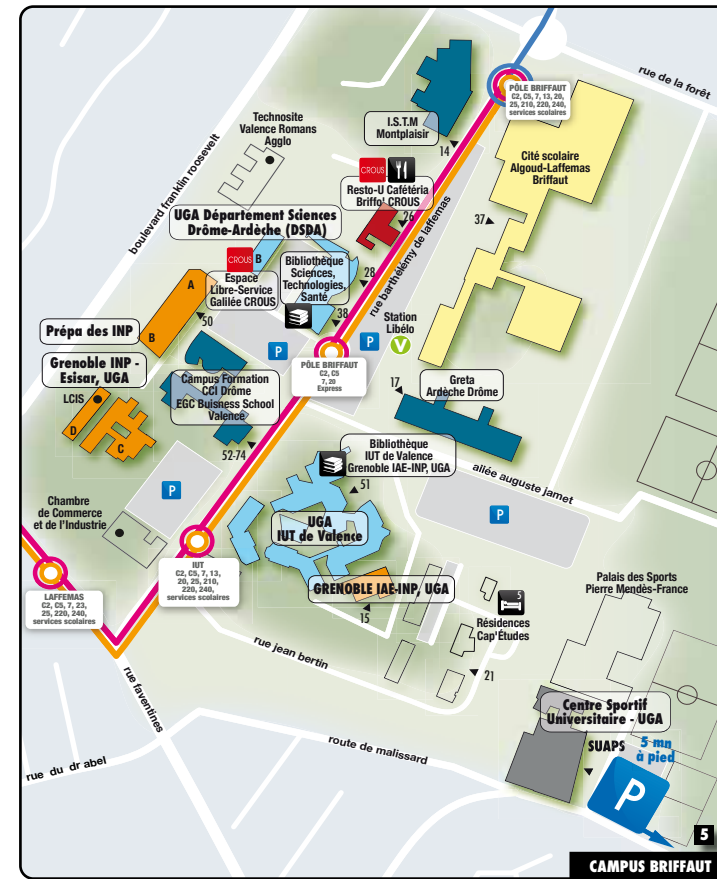 rue de la forêt
PÔLE BRIFFAUT
C2, C5, 7, 13, 20,
25, 210, 220, 240,
services scolaires
I.S.T.M
Montplaisir
14
Technosite
Valence Romans
Agglo
boulevard franklin roosevelt
Cité scolaire
Algoud-Laffemas
Briffaut
CROUS
Resto-U Cafétéria
Briffo' CROUS
26
37
rue barthélémy de laffemas
UGA Département Sciences
Drôme-Ardèche (DSDA)
CROUS
B
Espace
Libre-Service
Galilée CROUS
Bibliothèque
Sciences,
Technologies,
Santé
28
38
A
B
50
Station
Libélo
V
P
P
Prépa des INP
Grenoble INP -
Esisar, UGA
LCIS
D
C
PÔLE BRIFFAUT
C2, C5
7, 20
Express
Campus Formation
CCI Drôme
EGC Buisness School
Valence
52-74
17
Greta
Ardèche Drôme
Bibliothèque
IUT de Valence
Grenoble IAE-INP, UGA
51
allée auguste jamet
P
P
Chambre
de Commerce
et de l'Industrie
UGA
IUT de Valence
IUT
C2, C5, 7, 13,
20, 25, 210,
220, 240,
services scolaires
LAFFEMAS
C2, C5, 7, 23,
25, 220, 240,
services scolaires
GRENOBLE IAE-INP, UGA
15
5
Résidences
Cap'Études
21
Palais des Sports
Pierre Mendès-France
rue jean bertin
rue faventines
Centre Sportif
Universitaire - UGA
SUAPS
5 mn
à pied
P
route de malissard
rue du dr abel
5
CAMPUS BRIFFAUT